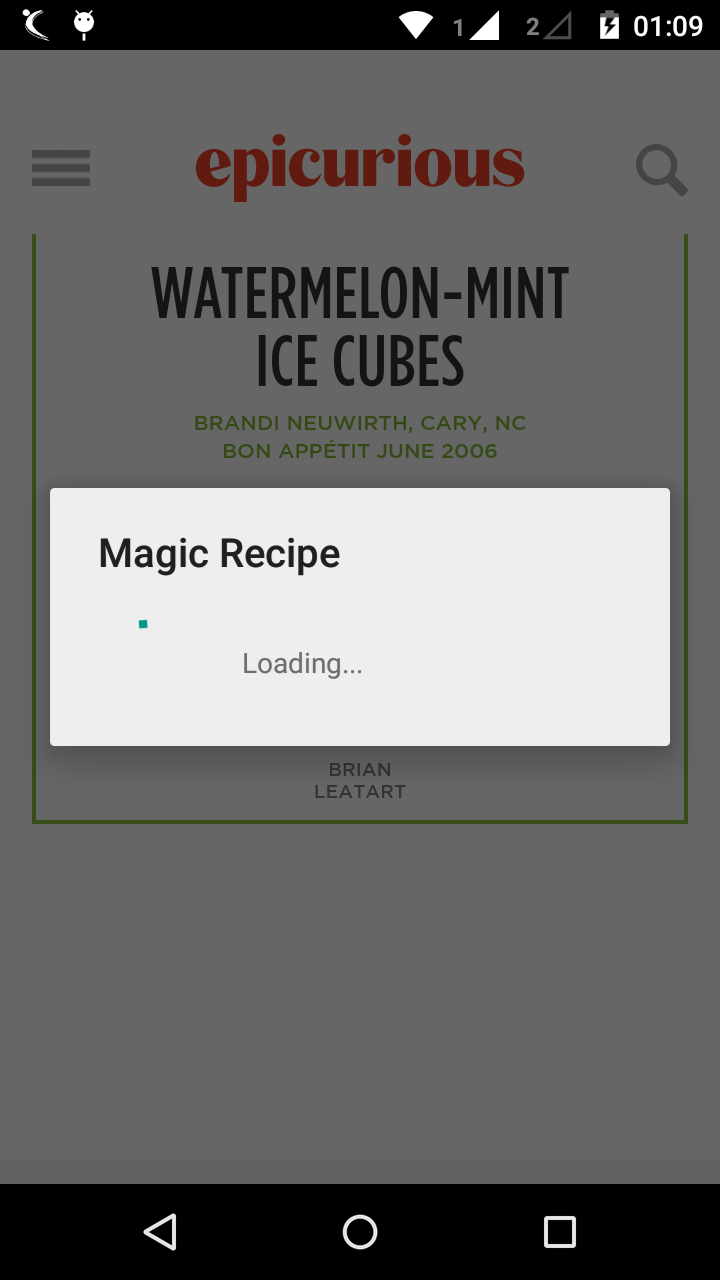 1 2 01:09
epicurious
WATERMELON-MINT
ICE CUBES
BRANDI NEUWIRTH, CARY, NC
BON APPÉTIT JUNE 2006
Magic Recipe
Loading...
BRIAN
LEATART